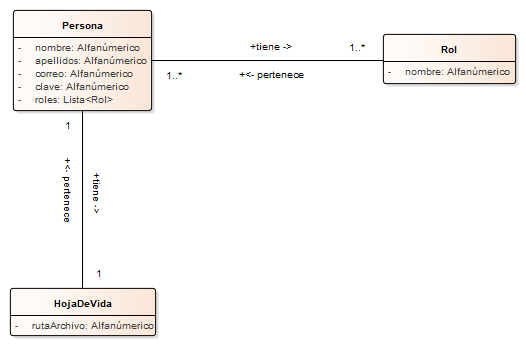 Persona
- nombre: Alfanúmerico
- apellidos: Alfanúmerico
- correo: Alfanúmerico
- clave: Alfanúmerico
- roles: Lista<Rol>
+tiene ->
1..*
1..*
+<- pertenece
Rol
- nombre: Alfanúmerico
1
+<- pertenece
+tiene ->
1
HojaDeVida
- rutaArchivo: Alfanúmerico